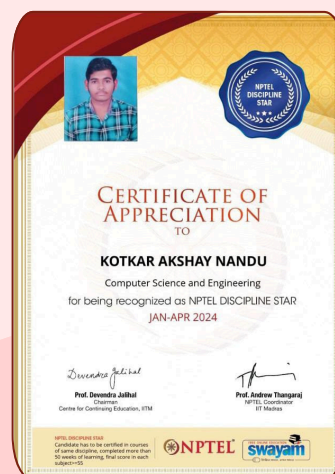 NPTEL
DISCIPLINE
STAR
CERTIFICATE OF
APPRECIATION
TO
KOTKAR AKSHAY NANDU
Computer Science and Engineering
for being recognized as NPTEL DISCIPLINE STAR
JAN-APR 2024
Devendra Jalihal
Prof. Devendra Jalihal
Chairman
Centre for Continuing Education, IITM
Prof. Andrew Thangaraj
NPTEL Coordinator
IIT Madras
NPTEL DISCIPLINE STAR
Candidate has to be certified in courses
of same discipline, completed more than
50 weeks of learning, final score in each
subject>=55
NPTEL
swayam